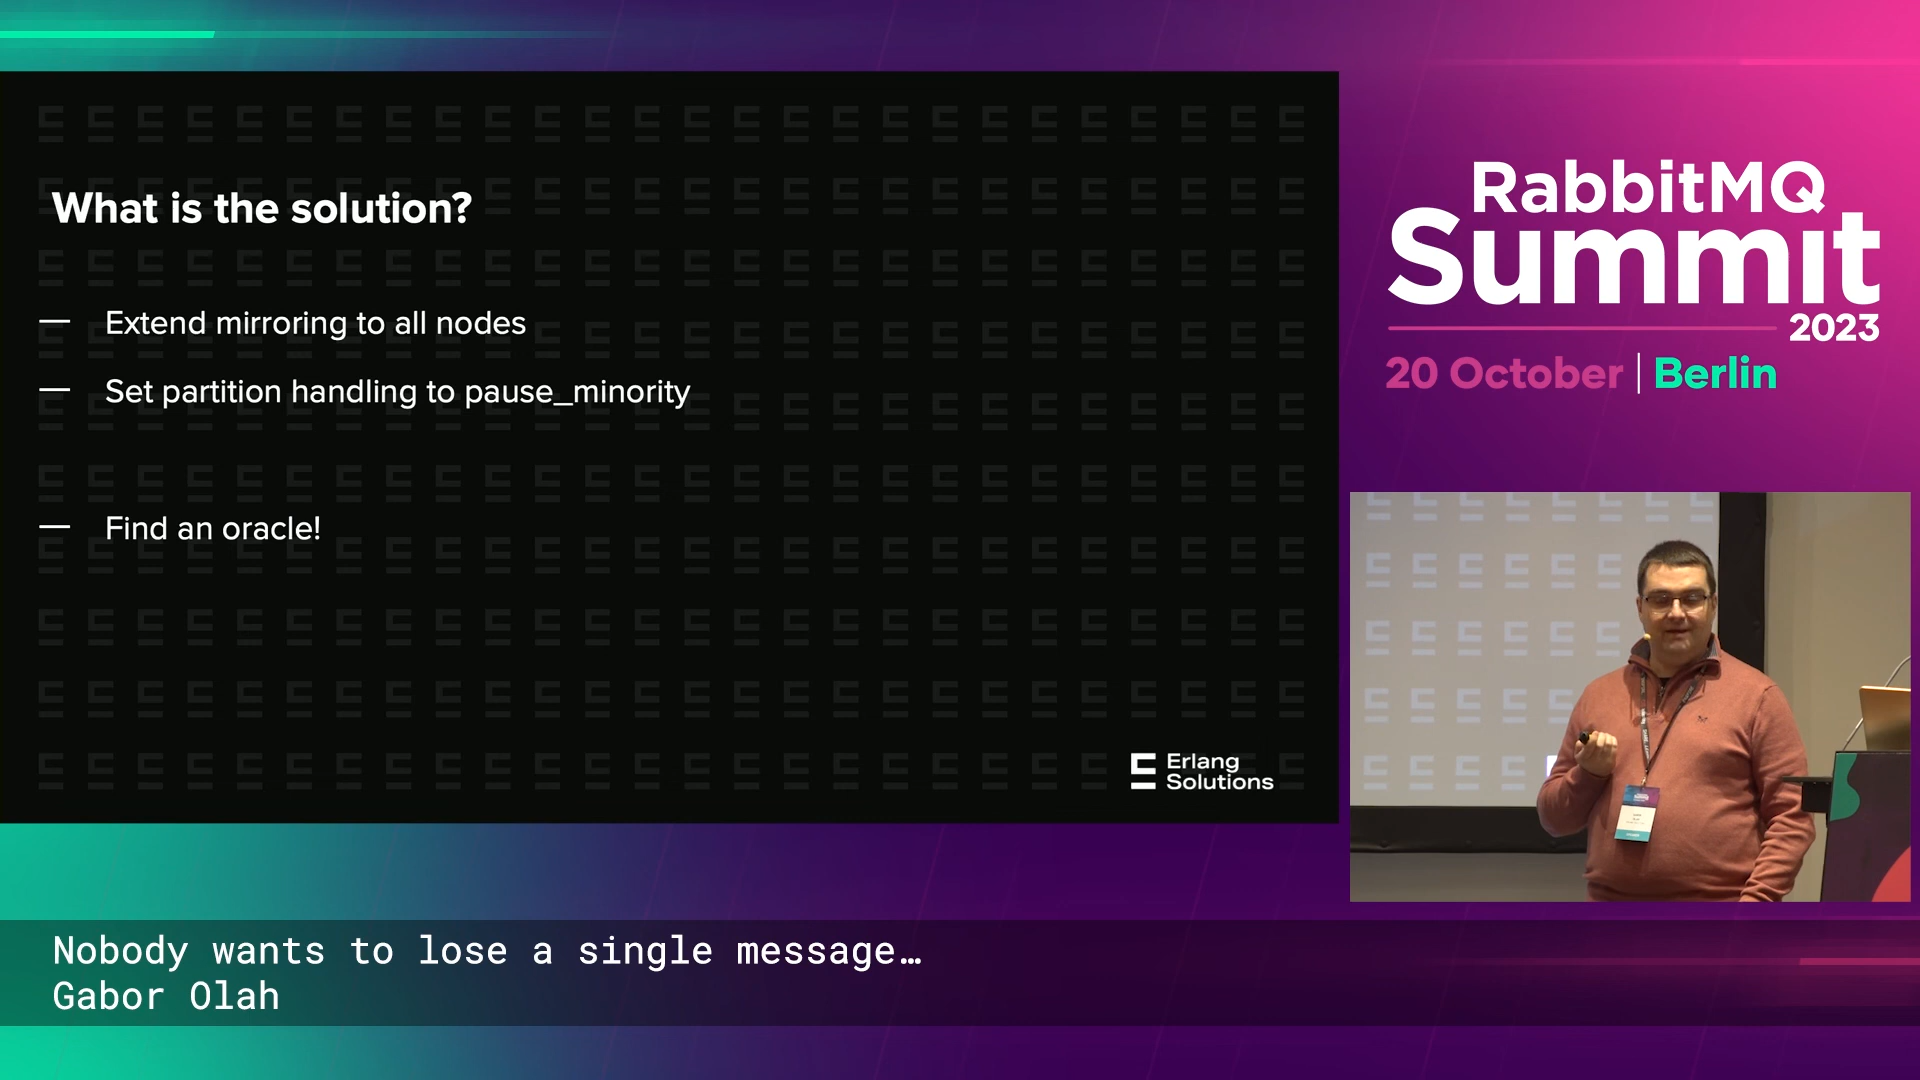 What is the solution?
— Extend mirroring to all nodes
— Set partition handling to pause_minority
— Find an oracle!
Erlang
Solutions
RabbitMQ
Summit
2023
20 October | Berlin
Nobody wants to lose a single message…
Gabor Olah